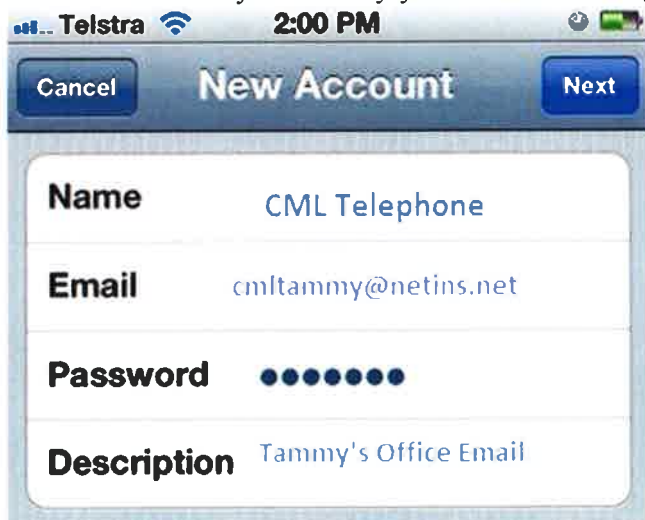 Telstra 2:00 PM
Cancel New Account Next
Name CML Telephone
Email cmltammy@netins.net
Password •••••••
Description Tammy's Office Email